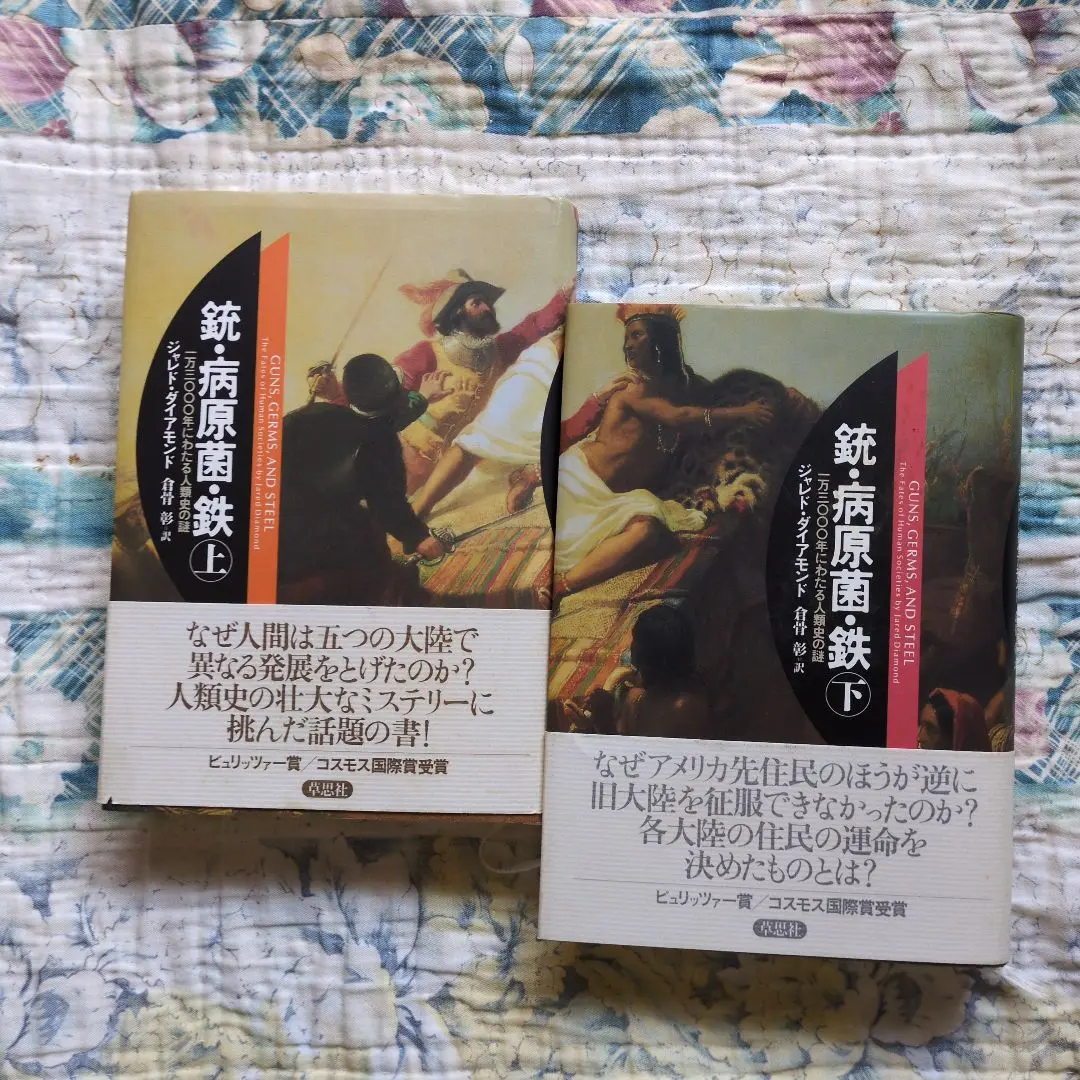 銃・病原菌・鉄 上
一万三〇〇〇年にわたる人類史の謎
ジャレド・ダイアモンド 倉骨 彰=訳
GUNS, GERMS, AND STEEL
The Fates of Human Societies by Jared Diamond
なぜ人間は五つの大陸で
異なる発展をとげたのか?
人類史の壮大なミステリーに
挑んだ話題の書!
ピュリッツァー賞/コスモス国際賞受賞
草思社
銃・病原菌・鉄 下
一万三〇〇〇年にわたる人類史の謎
ジャレド・ダイアモンド 倉骨 彰=訳
GUNS, GERMS, AND STEEL
The Fates of Human Societies by Jared Diamond
なぜアメリカ先住民のほうが逆に
旧大陸を征服できなかったのか?
各大陸の住民の運命を
決めたものとは?
ピュリッツァー賞/コスモス国際賞受賞
草思社